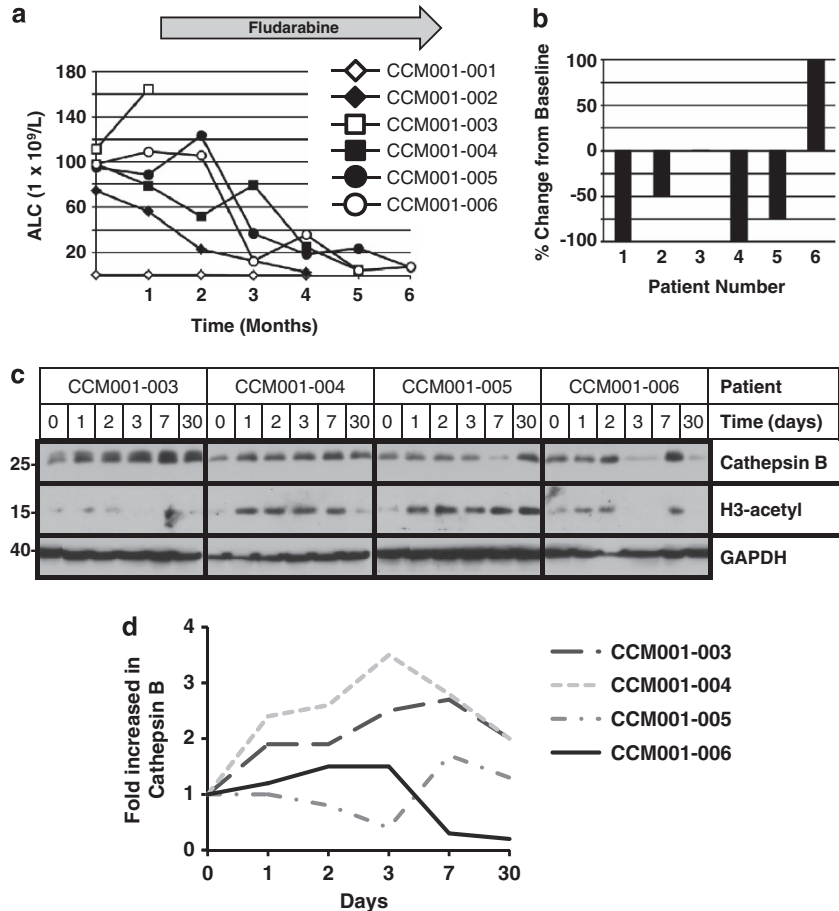 a
Fludarabine
ALC (1 x 10⁹/L)
180
140
100
60
20
1 2 3 4 5 6
Time (Months)
CCM001-001
CCM001-002
CCM001-003
CCM001-004
CCM001-005
CCM001-006
b
% Change from Baseline
100
50
0
-50
-100
1 2 3 4 5 6
Patient Number
c
CCM001-003 CCM001-004 CCM001-005 CCM001-006 Patient
0 1 2 3 7 30 0 1 2 3 7 30 0 1 2 3 7 30 0 1 2 3 7 30 Time (days)
25- Cathepsin B
15- H3-acetyl
40- GAPDH
d
Fold increased in
Cathepsin B
4
3
2
1
0
0 1 2 3 7 30
Days
CCM001-003
CCM001-004
CCM001-005
CCM001-006